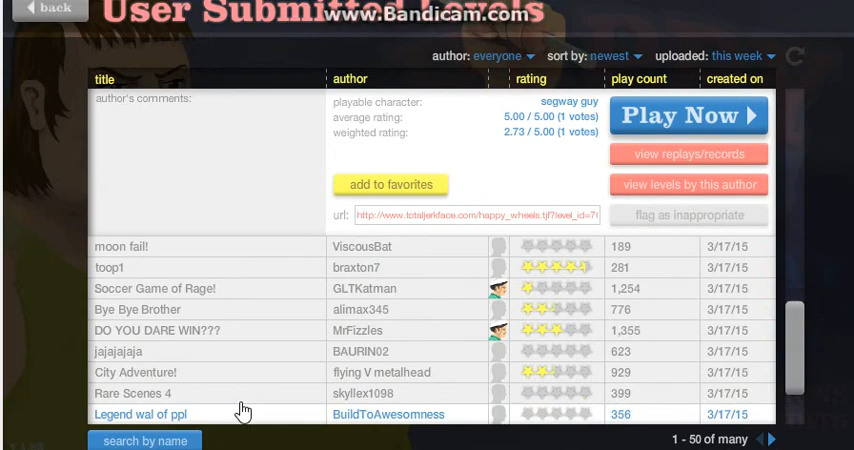 back
User Submitted Levels
www.Bandicam.com
author: everyone sort by: newest uploaded: this week
title author rating play count created on
author's comments:
playable character: segway guy
average rating: 5.00 / 5.00 (1 votes)
weighted rating: 2.73 / 5.00 (1 votes)
Play Now
view replays/records
add to favorites
view levels by this author
url: http://www.totaljerkface.com/happy_wheels.tjf?level_id=7
flag as inappropriate
moon fail! ViscousBat 189 3/17/15
toop1 braxton7 281 3/17/15
Soccer Game of Rage! GLTKatman 1,254 3/17/15
Bye Bye Brother alimax345 776 3/17/15
DO YOU DARE WIN??? MrFizzles 1,355 3/17/15
jajajajaja BAURIN02 623 3/17/15
City Adventure! flying V metalhead 929 3/17/15
Rare Scenes 4 skyllex1098 399 3/17/15
Legend wal of ppl BuildToAwesomness 356 3/17/15
search by name
1 - 50 of many